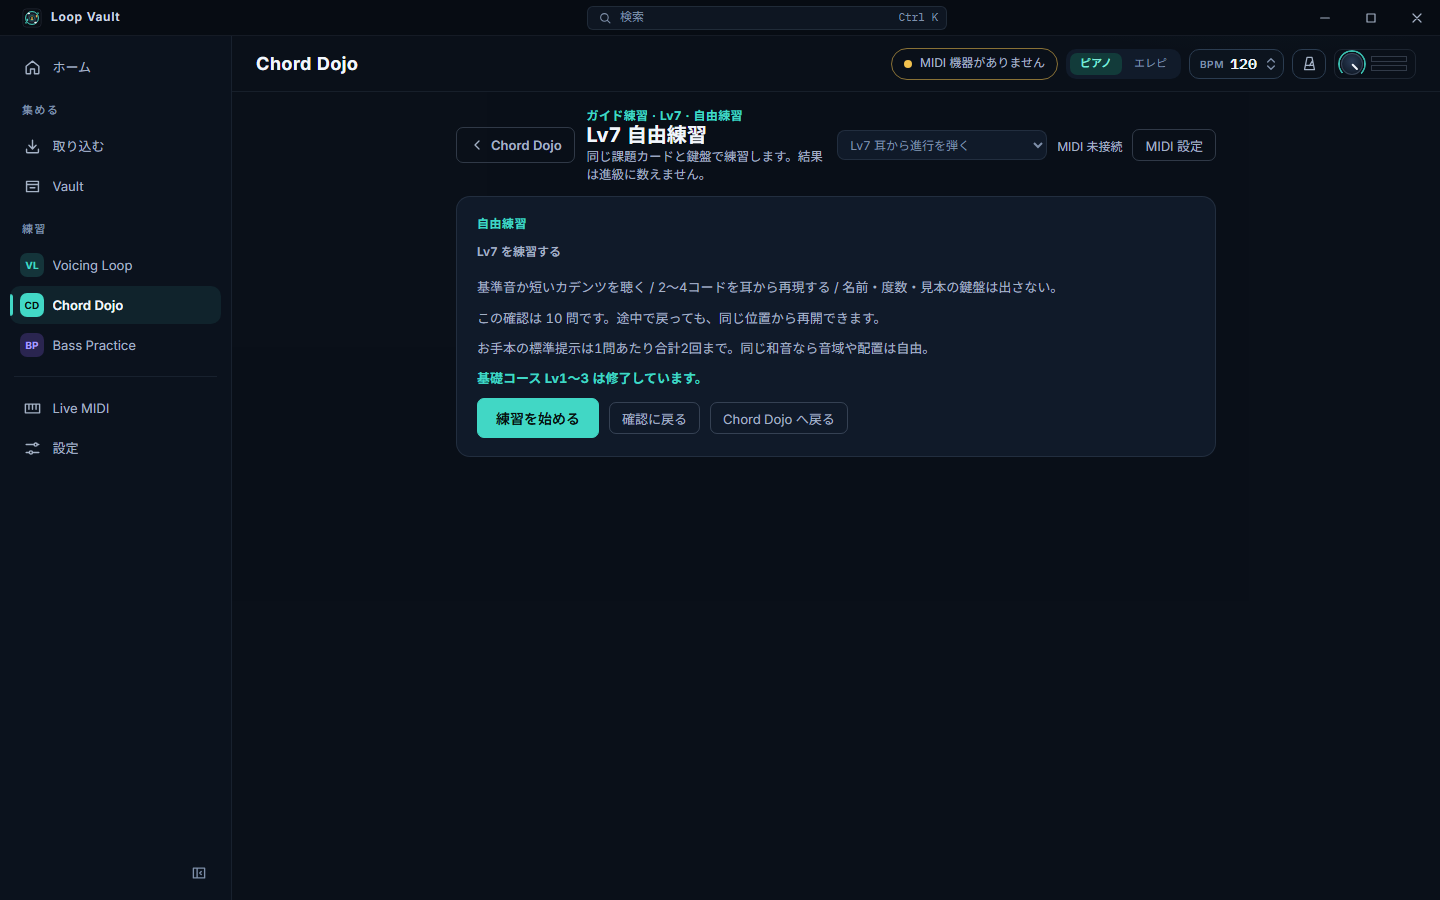 Loop Vault
検索
Ctrl K
ホーム
集める
取り込む
Vault
練習
VL Voicing Loop
CD Chord Dojo
BP Bass Practice
Live MIDI
設定
Chord Dojo
MIDI 機器がありません
ピアノ
エレピ
BPM 120
Chord Dojo
ガイド練習 · Lv7 · 自由練習
Lv7 自由練習
同じ課題カードと鍵盤で練習します。結果
は進級に数えません。
Lv7 耳から進行を弾く
MIDI 未接続
MIDI 設定
自由練習
Lv7 を練習する
基準音か短いカデンツを聴く / 2〜4コードを耳から再現する / 名前・度数・見本の鍵盤は出さない。
この確認は 10 問です。途中で戻っても、同じ位置から再開できます。
お手本の標準提示は1問あたり合計2回まで。同じ和音なら音域や配置は自由。
基礎コース Lv1〜3 は修了しています。
練習を始める
確認に戻る
Chord Dojo へ戻る